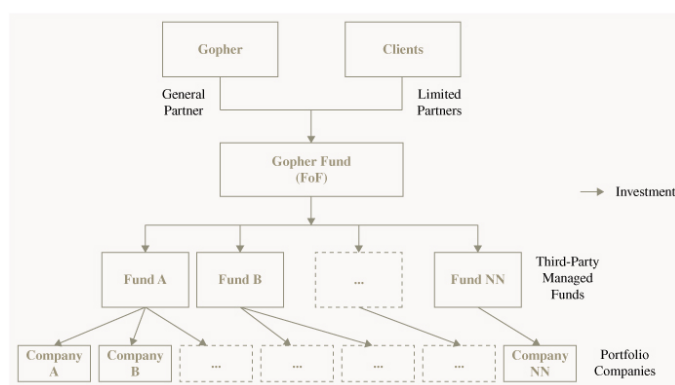 Gopher
Clients
General
Partner
Limited
Partners
Gopher Fund
(FoF)
Investment
Fund A
Fund B
...
Fund NN
Third-Party
Managed
Funds
Company
A
Company
B
...
...
...
...
Company
NN
Portfolio
Companies